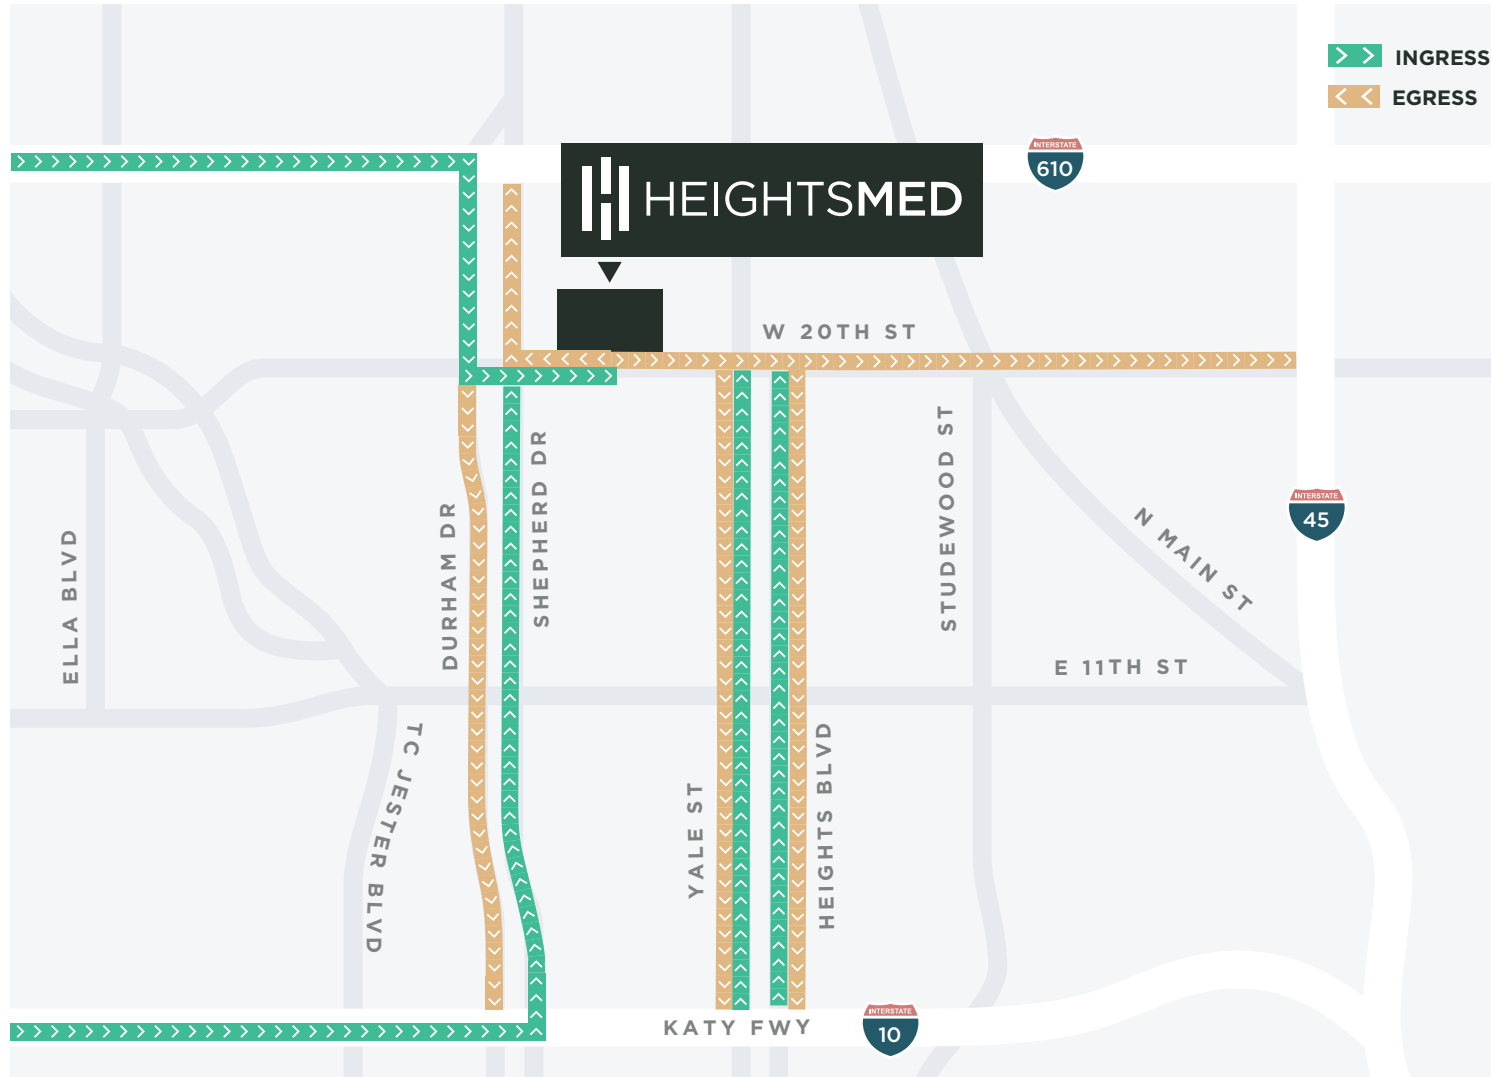 INGRESS
EGRESS
INTERSTATE
610
HEIGHTSMED
W 20TH ST
INTERSTATE
45
ELLA BLVD
DURHAM DR
SHEPHERD DR
STUDEWOOD ST
N MAIN ST
E 11TH ST
TC JESTER BLVD
YALE ST
HEIGHTS BLVD
KATY FWY
INTERSTATE
10